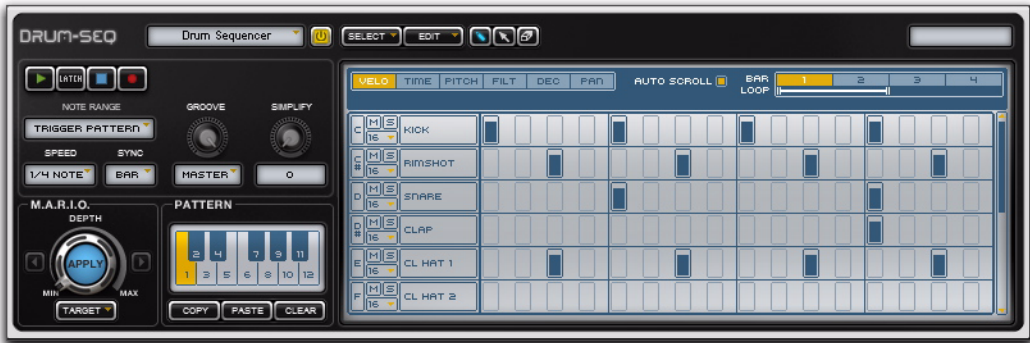 DRUM-SEQ Drum Sequencer SELECT EDIT
LATCH
VELO TIME PITCH FILT DEC PAN AUTO SCROLL BAR 1 2 3 4
LOOP
NOTE RANGE GROOVE SIMPLIFY
TRIGGER PATTERN
SPEED SYNC
1/4 NOTE BAR MASTER 0
C M S 16 KICK
C# M S 16 RIMSHOT
D M S 16 SNARE
D# M S 16 CLAP
E M S 16 CL HAT 1
F M S 16 CL HAT 2
M.A.R.I.O. PATTERN
DEPTH
APPLY
MIN MAX
TARGET
2 4 7 9 11
1 3 5 6 8 10 12
COPY PASTE CLEAR